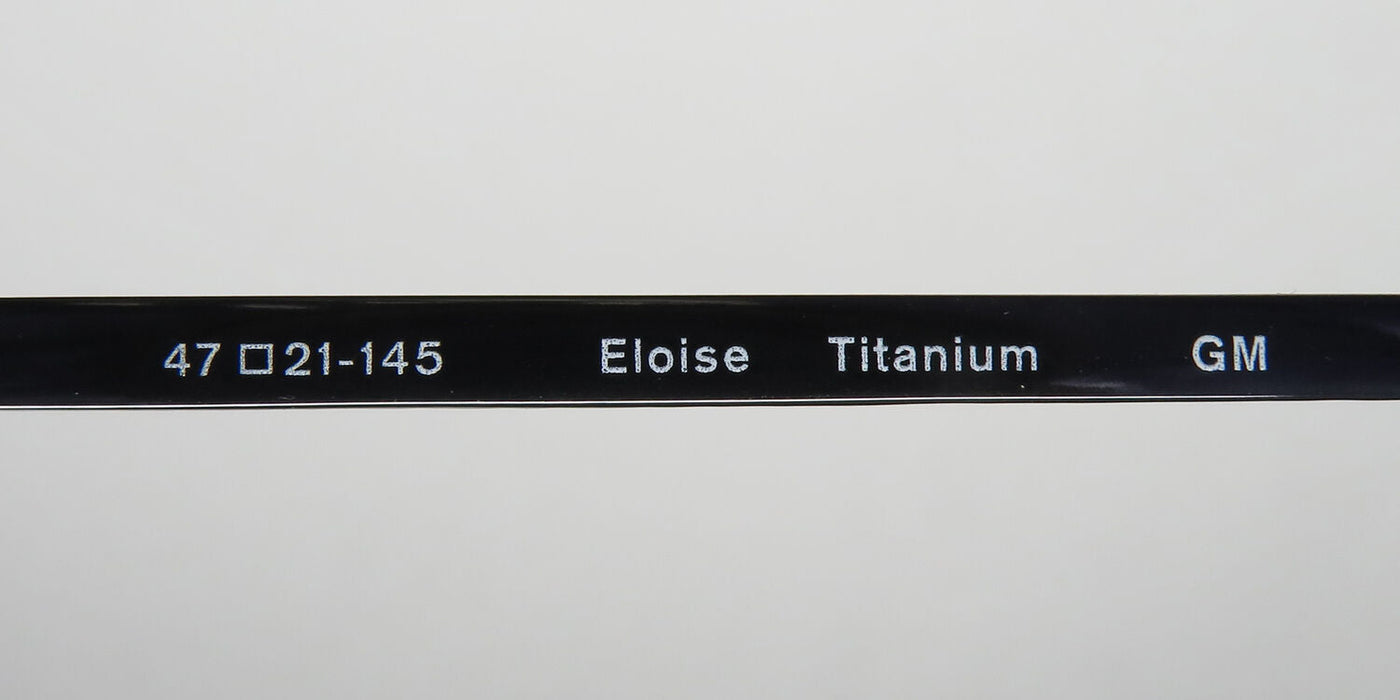 47 □ 21-145 Eloise Titanium GM